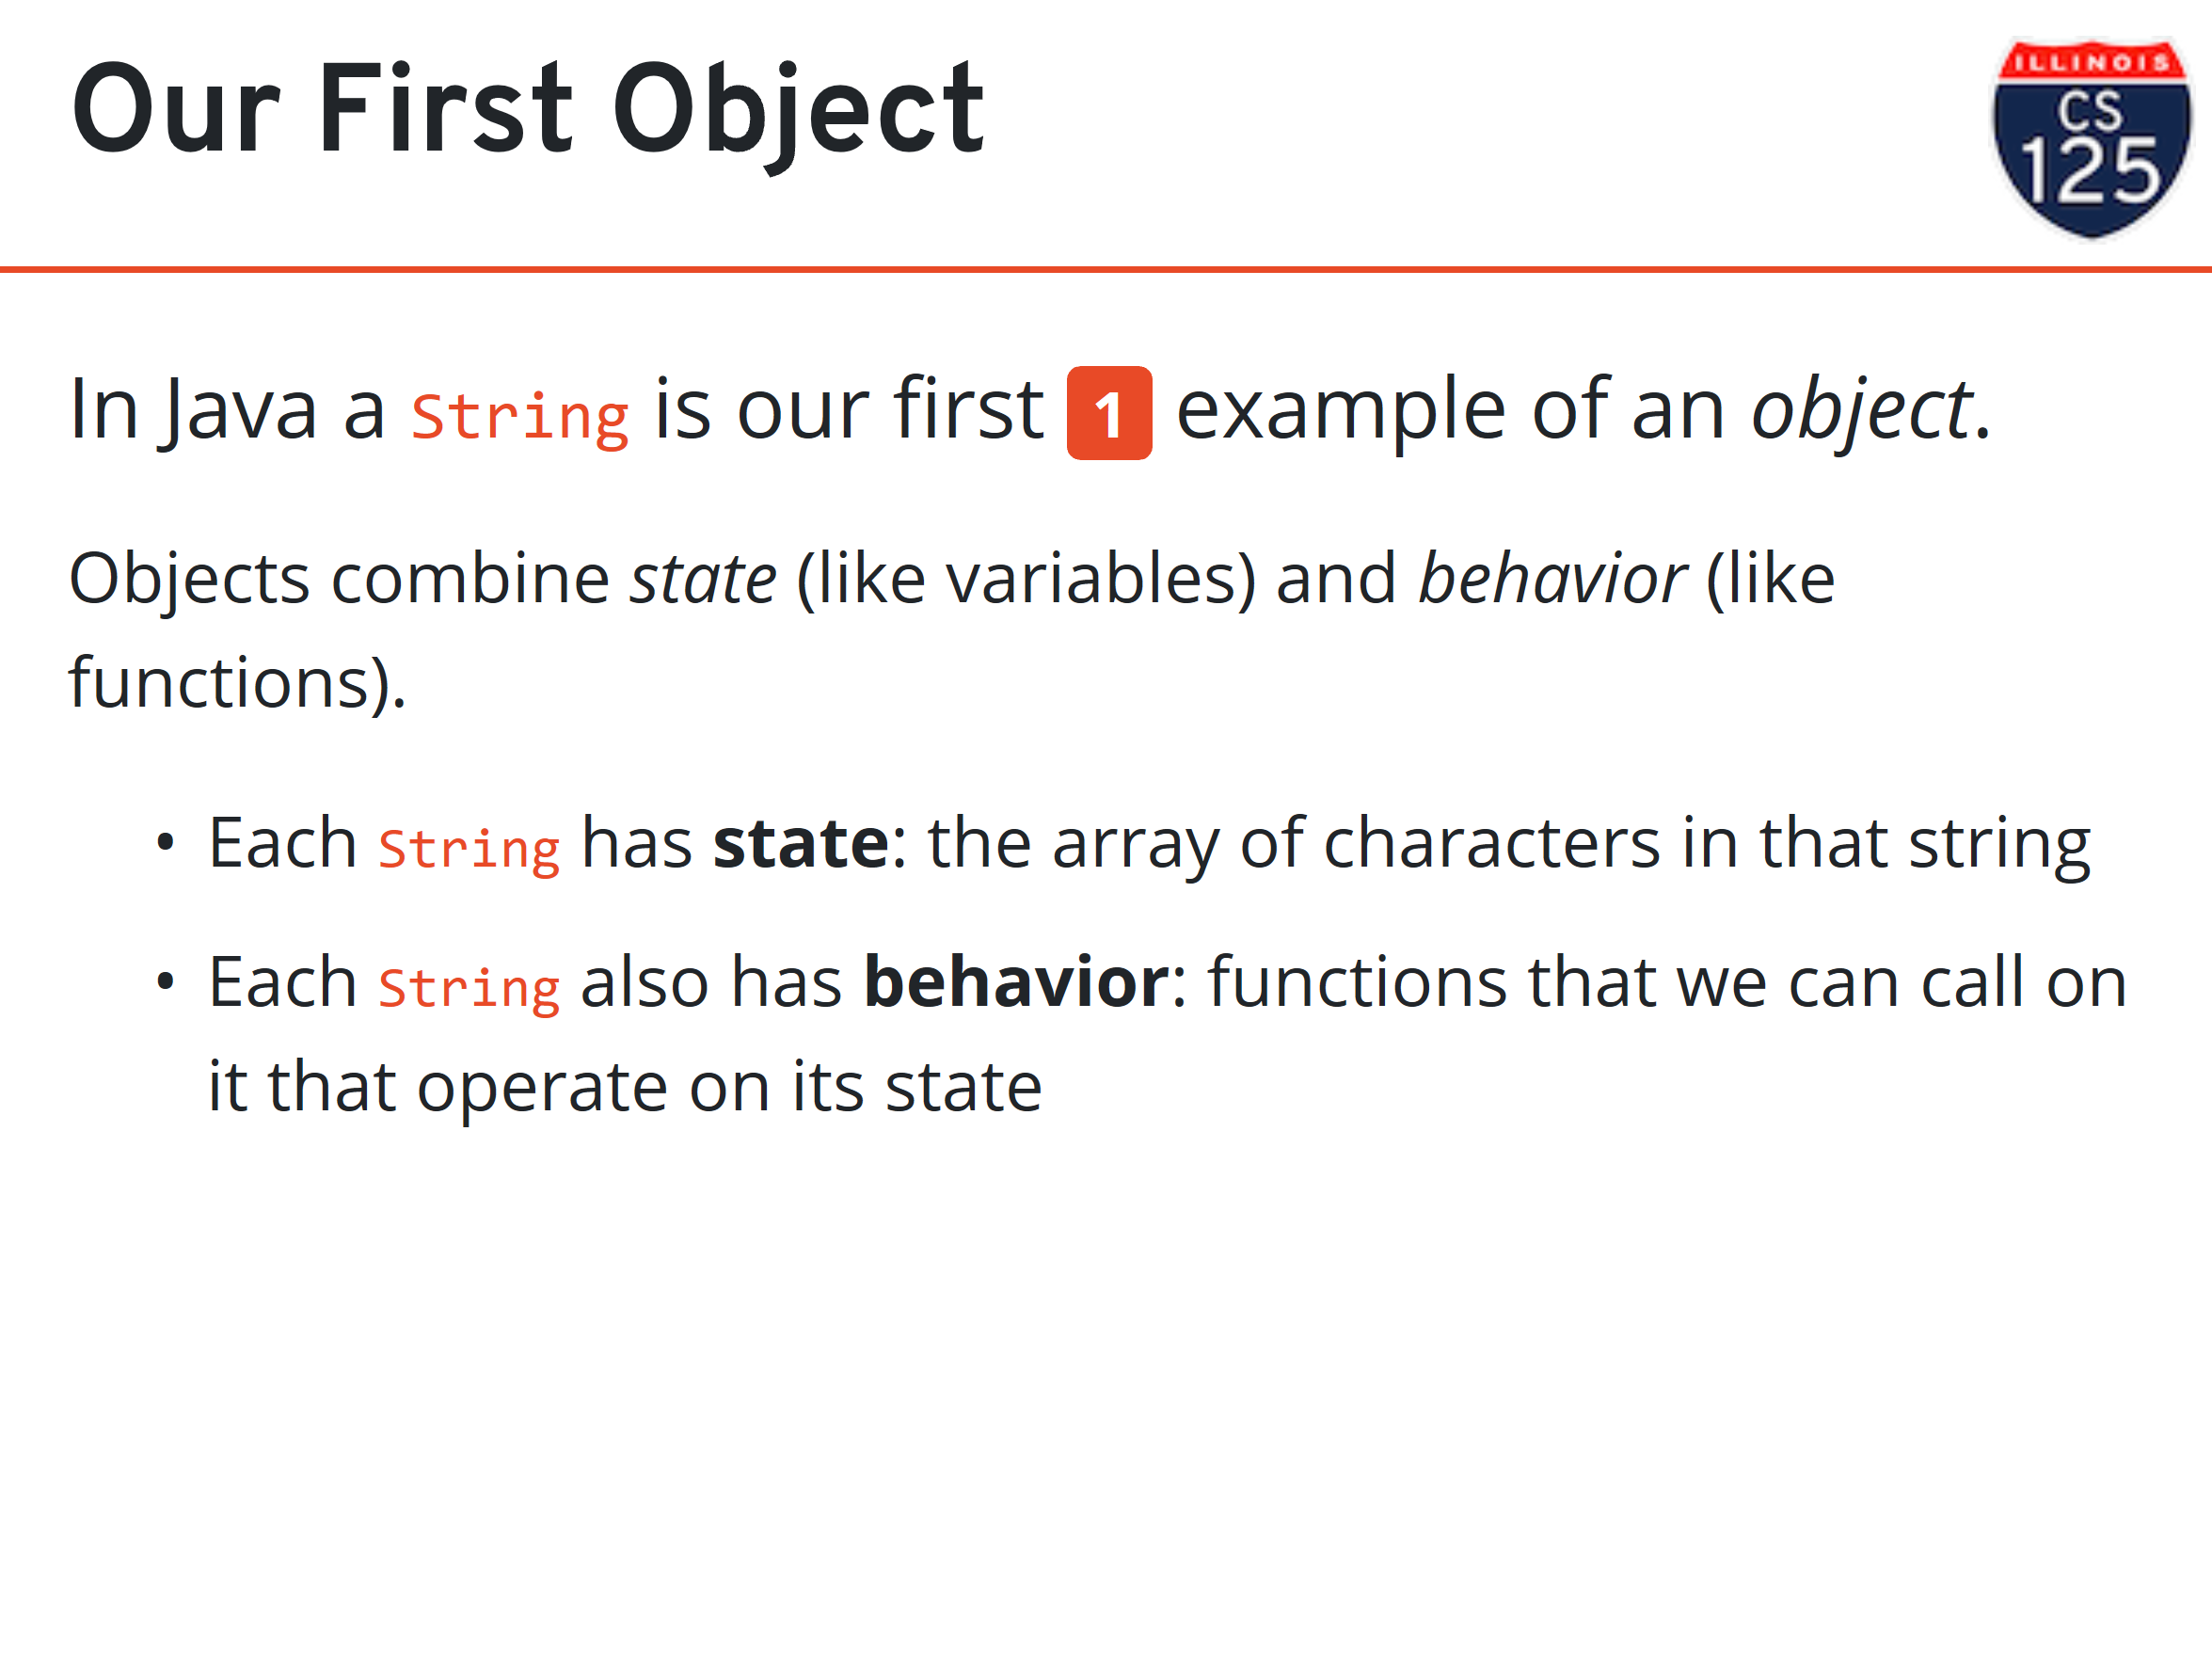 Our First Object
ILLINOIS
CS
125
In Java a String is our first 1 example of an object.
Objects combine state (like variables) and behavior (like
functions).
• Each String has state: the array of characters in that string
• Each String also has behavior: functions that we can call on
it that operate on its state